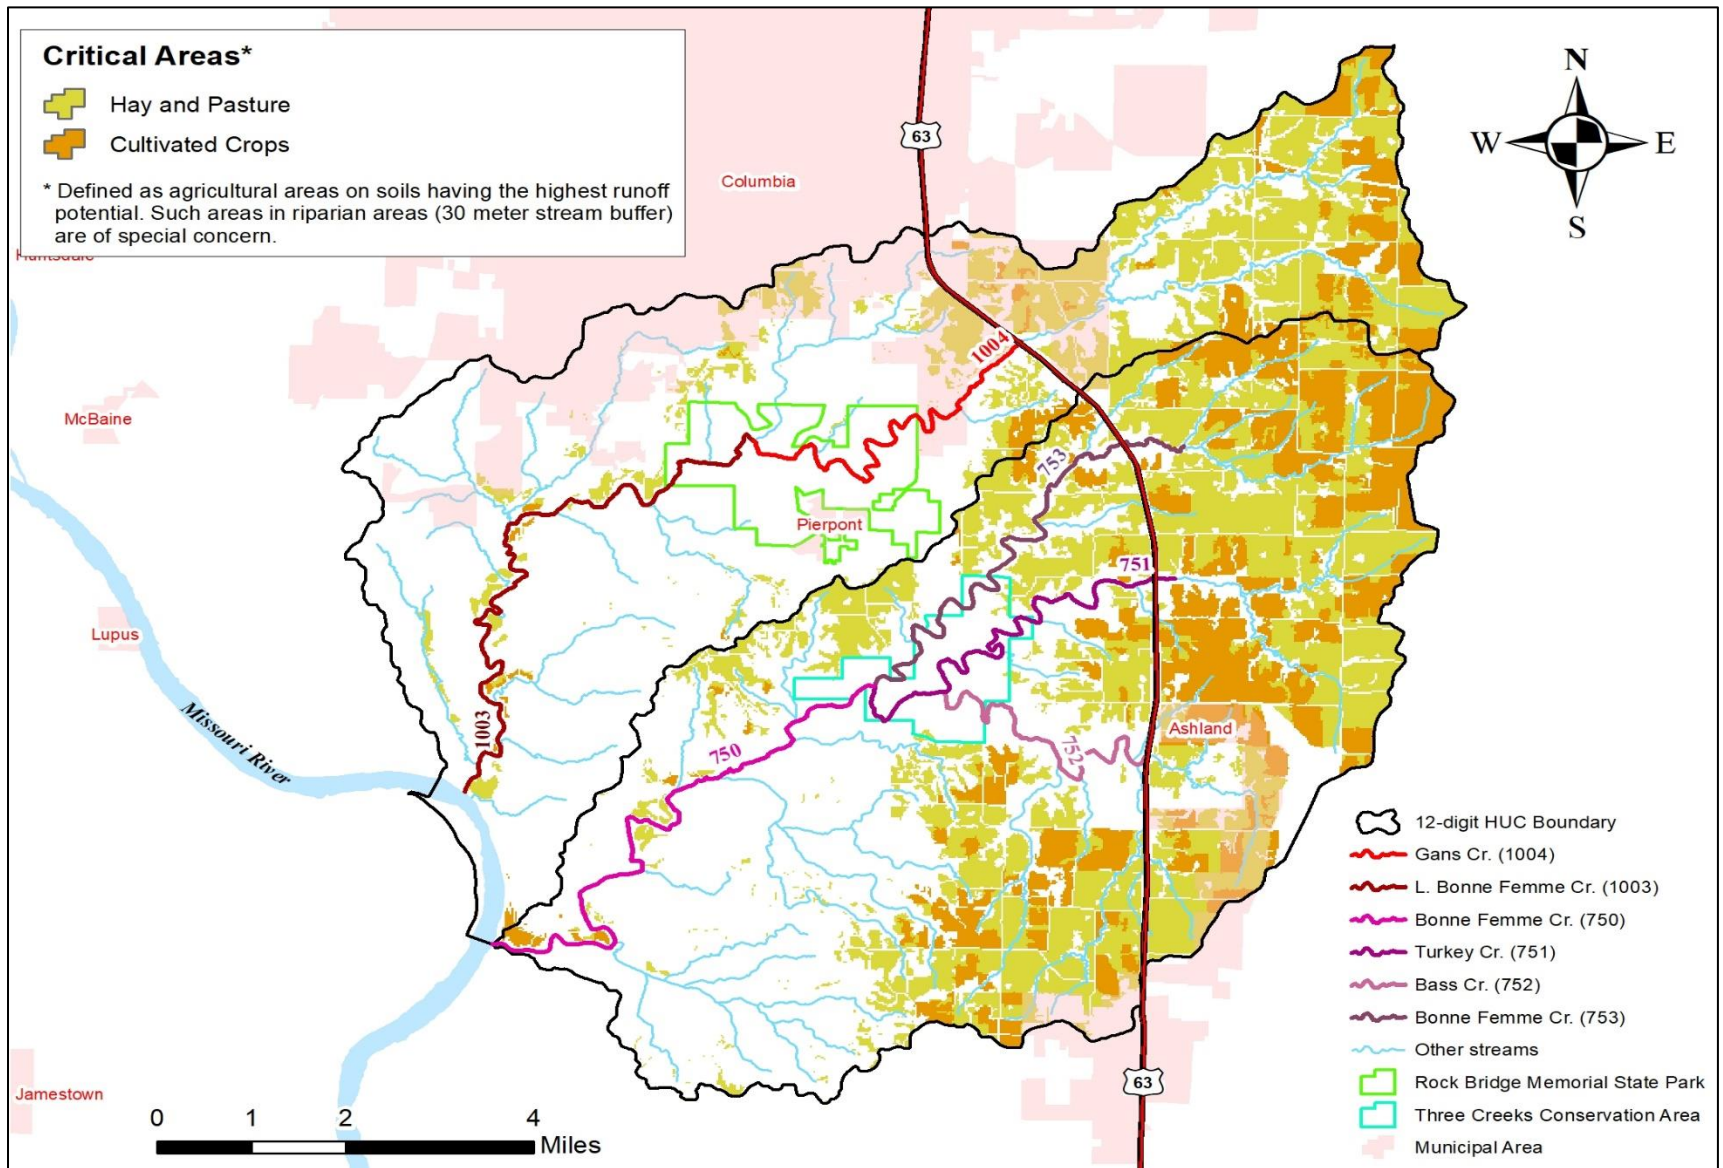 Critical Areas*
Hay and Pasture
Cultivated Crops
* Defined as agricultural areas on soils having the highest runoff
potential. Such areas in riparian areas (30 meter stream buffer)
are of special concern.
Huntsdale
N
W
E
S
63
Columbia
1004
McBaine
753
Pierpont
751
Lupus
Missouri River
1003
750
752
Ashland
12-digit HUC Boundary
Gans Cr. (1004)
L. Bonne Femme Cr. (1003)
Bonne Femme Cr. (750)
Turkey Cr. (751)
Bass Cr. (752)
Bonne Femme Cr. (753)
Other streams
Rock Bridge Memorial State Park
Three Creeks Conservation Area
Municipal Area
63
Jamestown
0 1 2 4
Miles